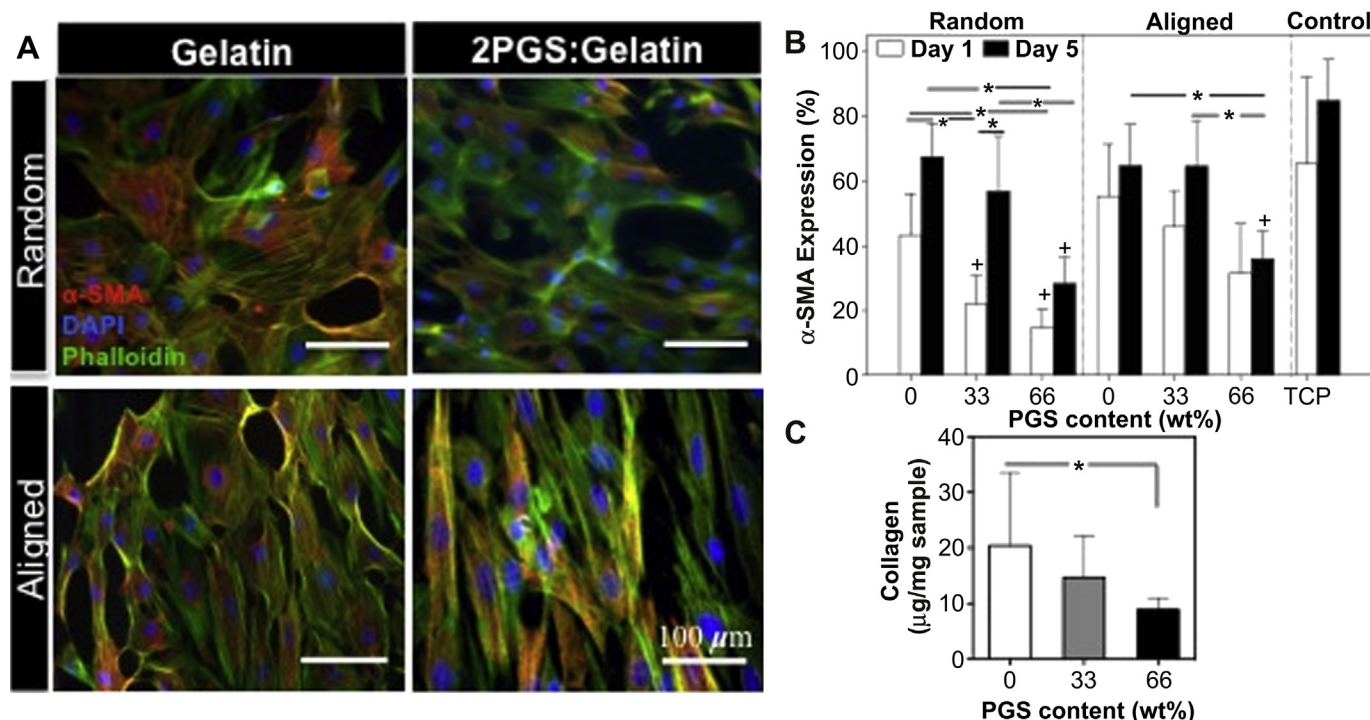 A
Gelatin
2PGS:Gelatin
Random
α-SMA
DAPI
Phalloidin
Aligned
100 μm
B
Random
Aligned
Control
Day 1
Day 5
α-SMA Expression (%)
100
80
60
40
20
0
*
*
*
*
*
*
*
+
+
+
+
0 33 66 0 33 66 TCP
PGS content (wt%)
C
Collagen
(μg/mg sample)
40
30
20
10
0
*
0 33 66
PGS content (wt%)